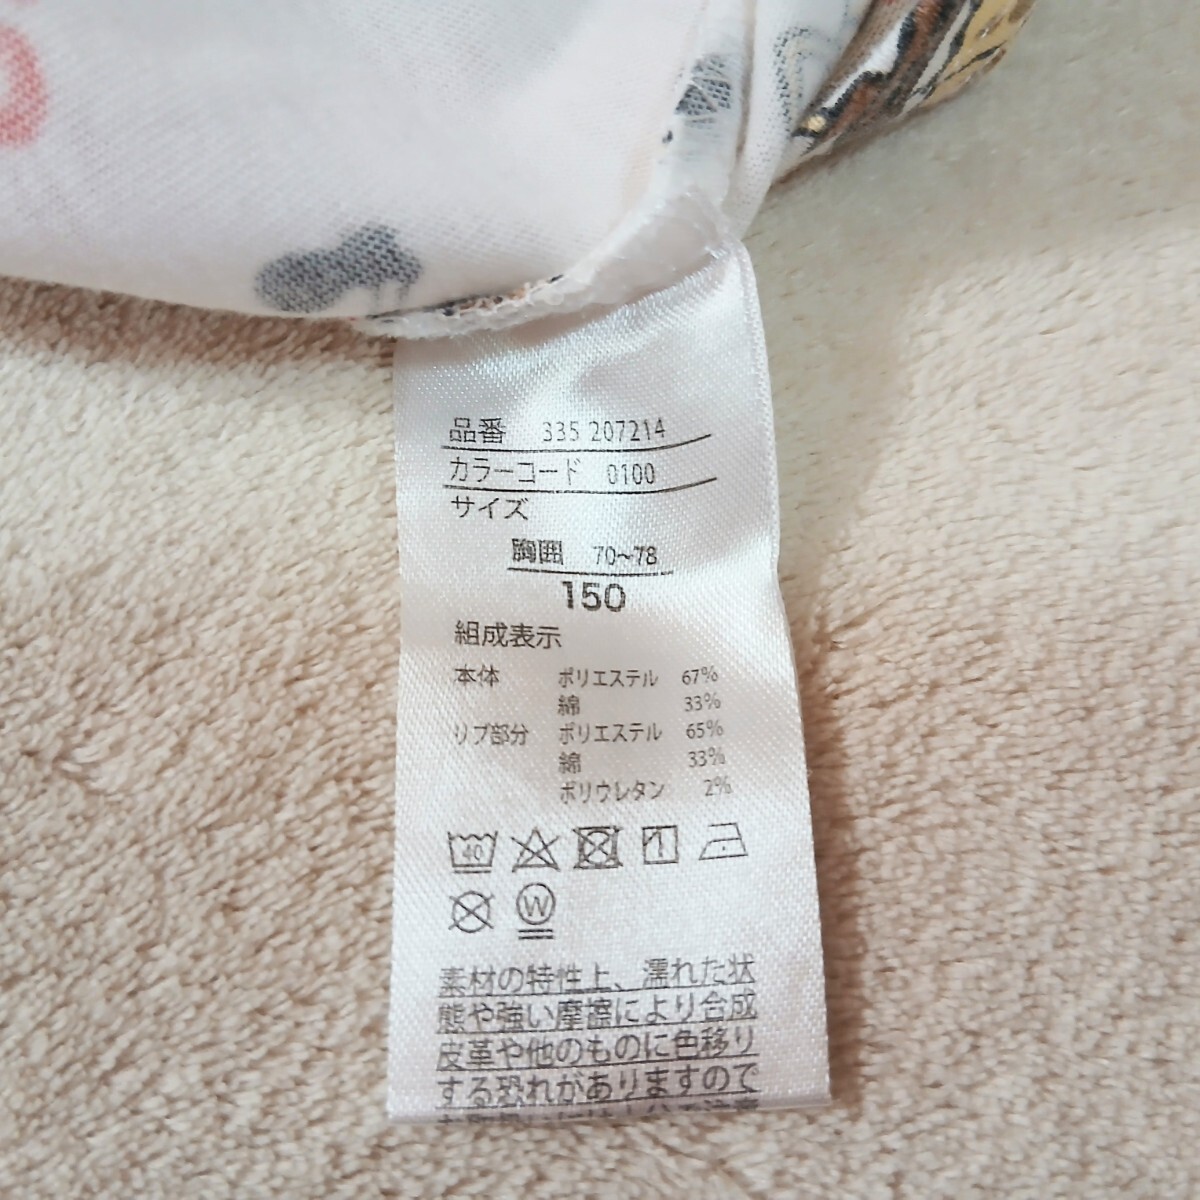 品番 335 207214
カラーコード 0100
サイズ
胸囲 70~78
150
組成表示
本体 ポリエステル 67%
綿 33%
リブ部分 ポリエステル 65%
綿 33%
ポリウレタン 2%
40
W
素材の特性上、濡れた状
態や強い摩擦により合成
皮革や他のものに色移り
する恐れがありますので